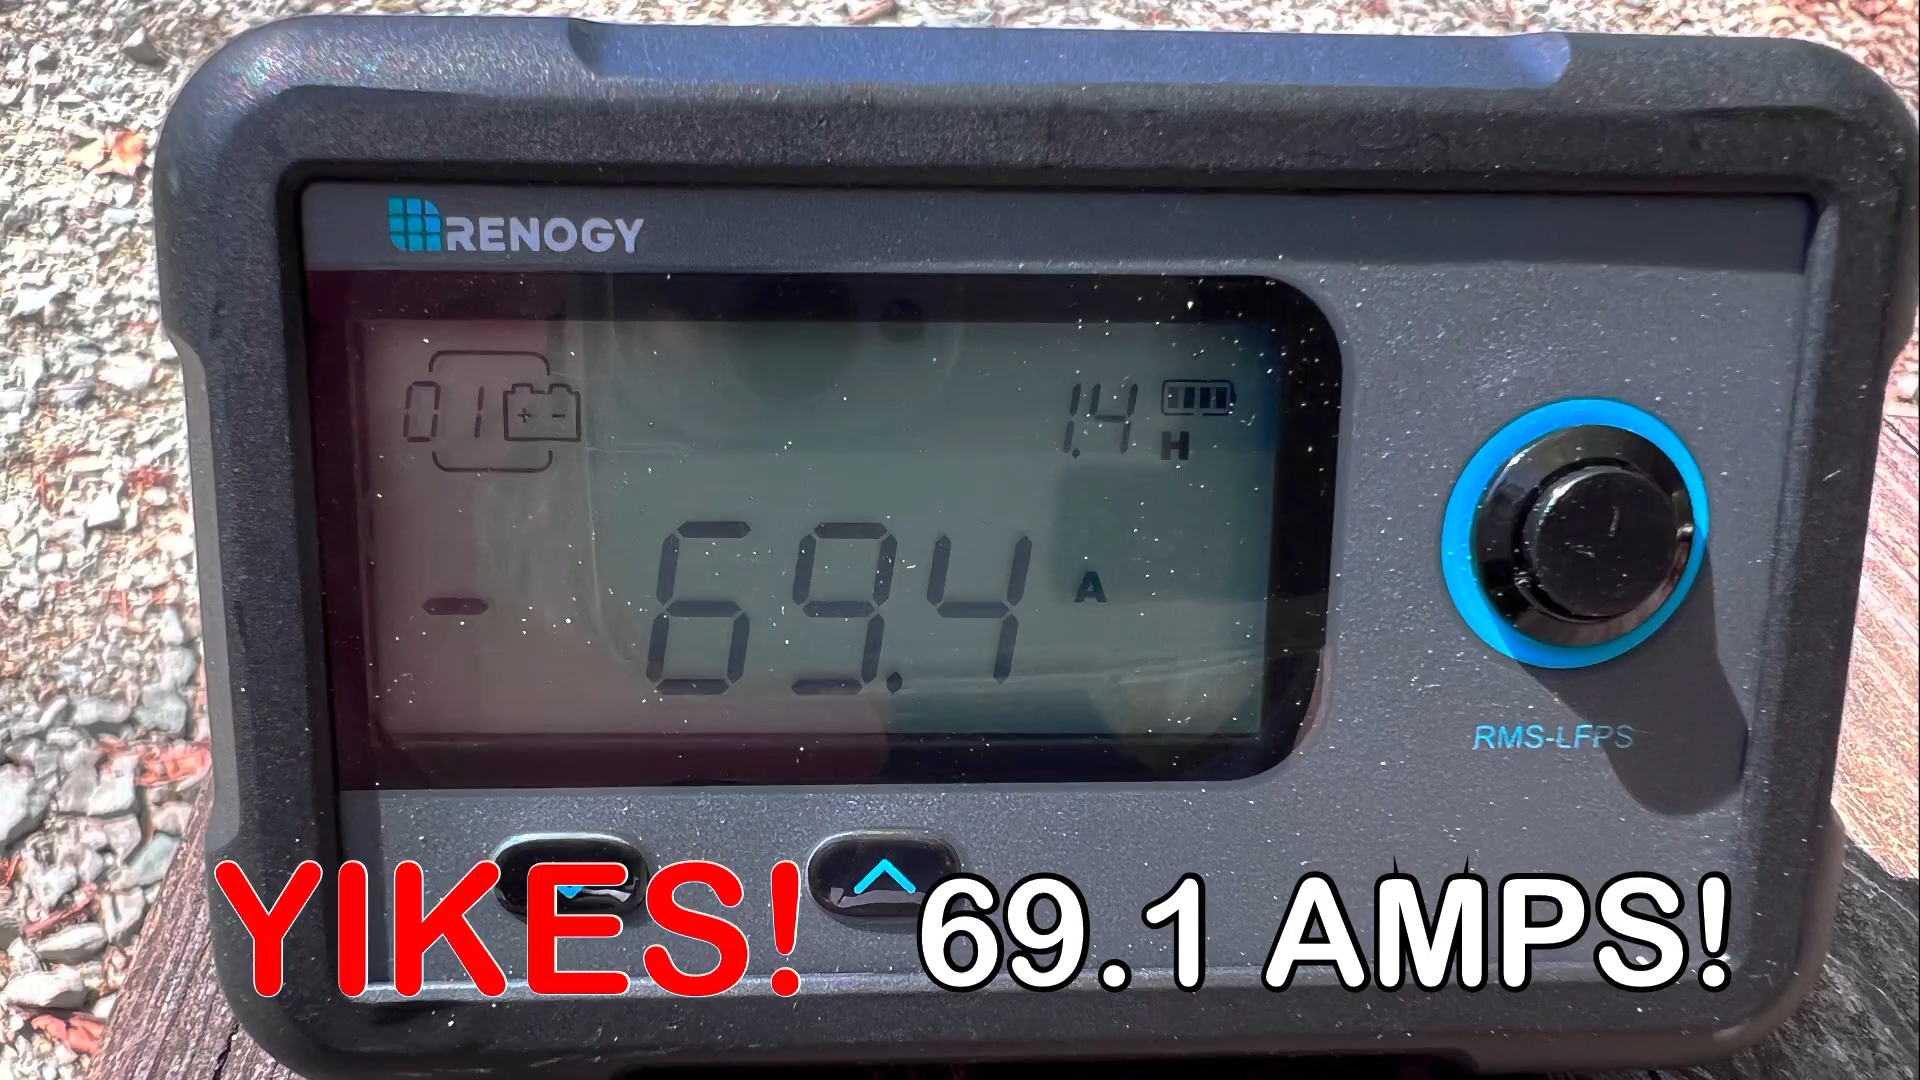 RENOGY
01 + - 1.4 H
- 69.4 A
RMS-LFPS
YIKES! 69.1 AMPS!